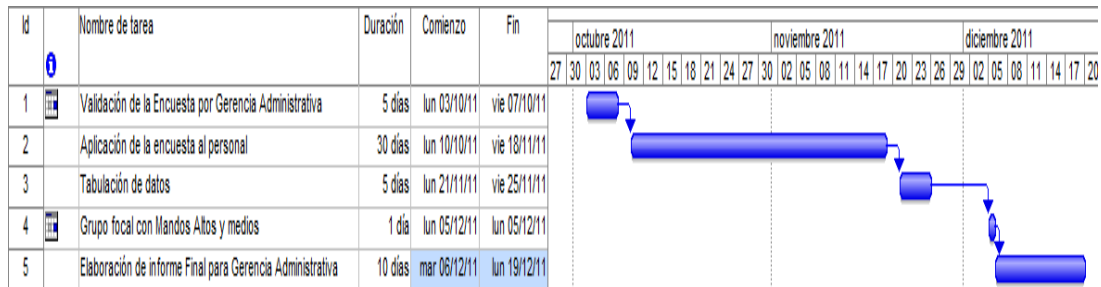 Id Nombre de tarea Duración Comienzo Fin
octubre 2011 noviembre 2011 diciembre 2011
27 30 03 06 09 12 15 18 21 24 27 30 02 05 08 11 14 17 20 23 26 29 02 05 08 11 14 17 20
1 Validación de la Encuesta por Gerencia Administrativa 5 días lun 03/10/11 vie 07/10/11
2 Aplicación de la encuesta al personal 30 días lun 10/10/11 vie 18/11/11
3 Tabulación de datos 5 días lun 21/11/11 vie 25/11/11
4 Grupo focal con Mandos Altos y medios 1 día lun 05/12/11 lun 05/12/11
5 Elaboración de informe Final para Gerencia Administrativa 10 días mar 06/12/11 lun 19/12/11